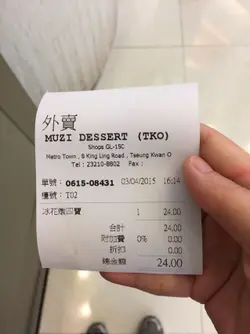 外賣
MUZI DESSERT (TKO)
Shops GL-15C
Metro Town, 8 King Ling Road, Tseung Kwan O
Tel : 23210-8802 Fax :
單號: 0615-08431 03/04/2015 16:14
檯號: T02
冰花燉回寶 1 24.00
合計 24.00
附加費 0% 0.00
折扣 0.00
總金額 24.00